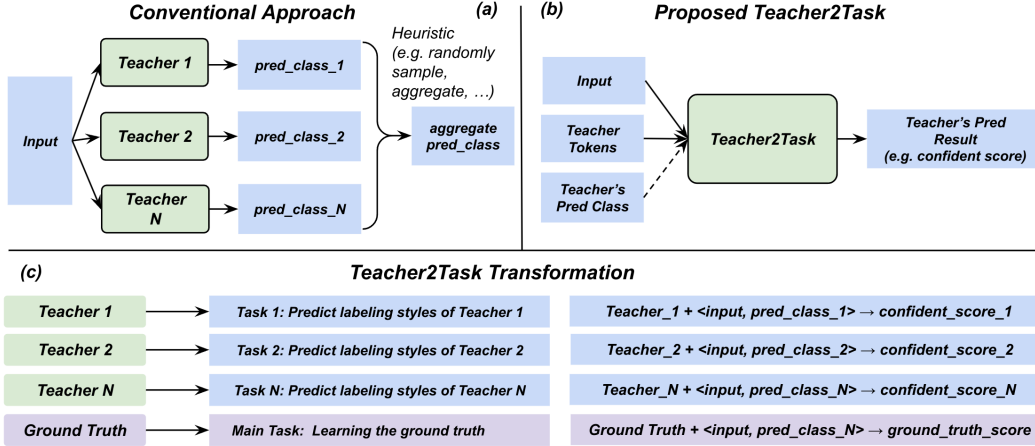 Conventional Approach
(a)
Input
Teacher 1
Teacher 2
Teacher
N
pred_class_1
pred_class_2
pred_class_N
Heuristic
(e.g. randomly
sample,
aggregate, …)
aggregate
pred_class
(b)
Proposed Teacher2Task
Input
Teacher
Tokens
Teacher's
Pred Class
Teacher2Task
Teacher's Pred
Result
(e.g. confident score)
(c)
Teacher2Task Transformation
Teacher 1
Task 1: Predict labeling styles of Teacher 1
Teacher_1 + <input, pred_class_1> → confident_score_1
Teacher 2
Task 2: Predict labeling styles of Teacher 2
Teacher_2 + <input, pred_class_2> → confident_score_2
Teacher N
Task N: Predict labeling styles of Teacher N
Teacher_N + <input, pred_class_N> → confident_score_N
Ground Truth
Main Task: Learning the ground truth
Ground Truth + <input, pred_class_N> → ground_truth_score